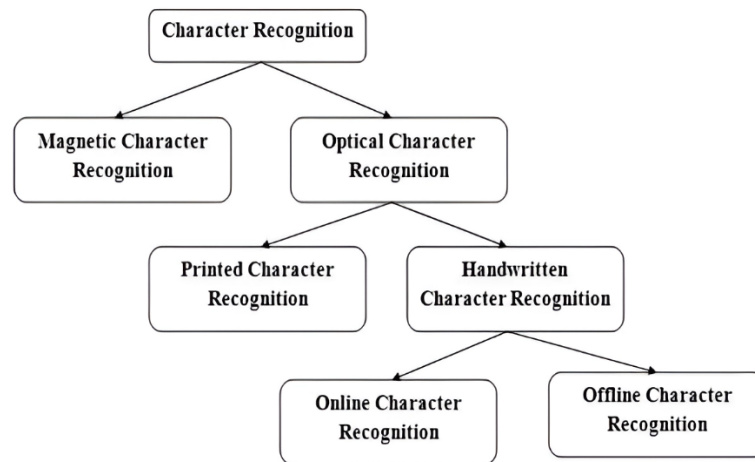 Character Recognition
Magnetic Character
Recognition
Optical Character
Recognition
Printed Character
Recognition
Handwritten
Character Recognition
Online Character
Recognition
Offline Character
Recognition